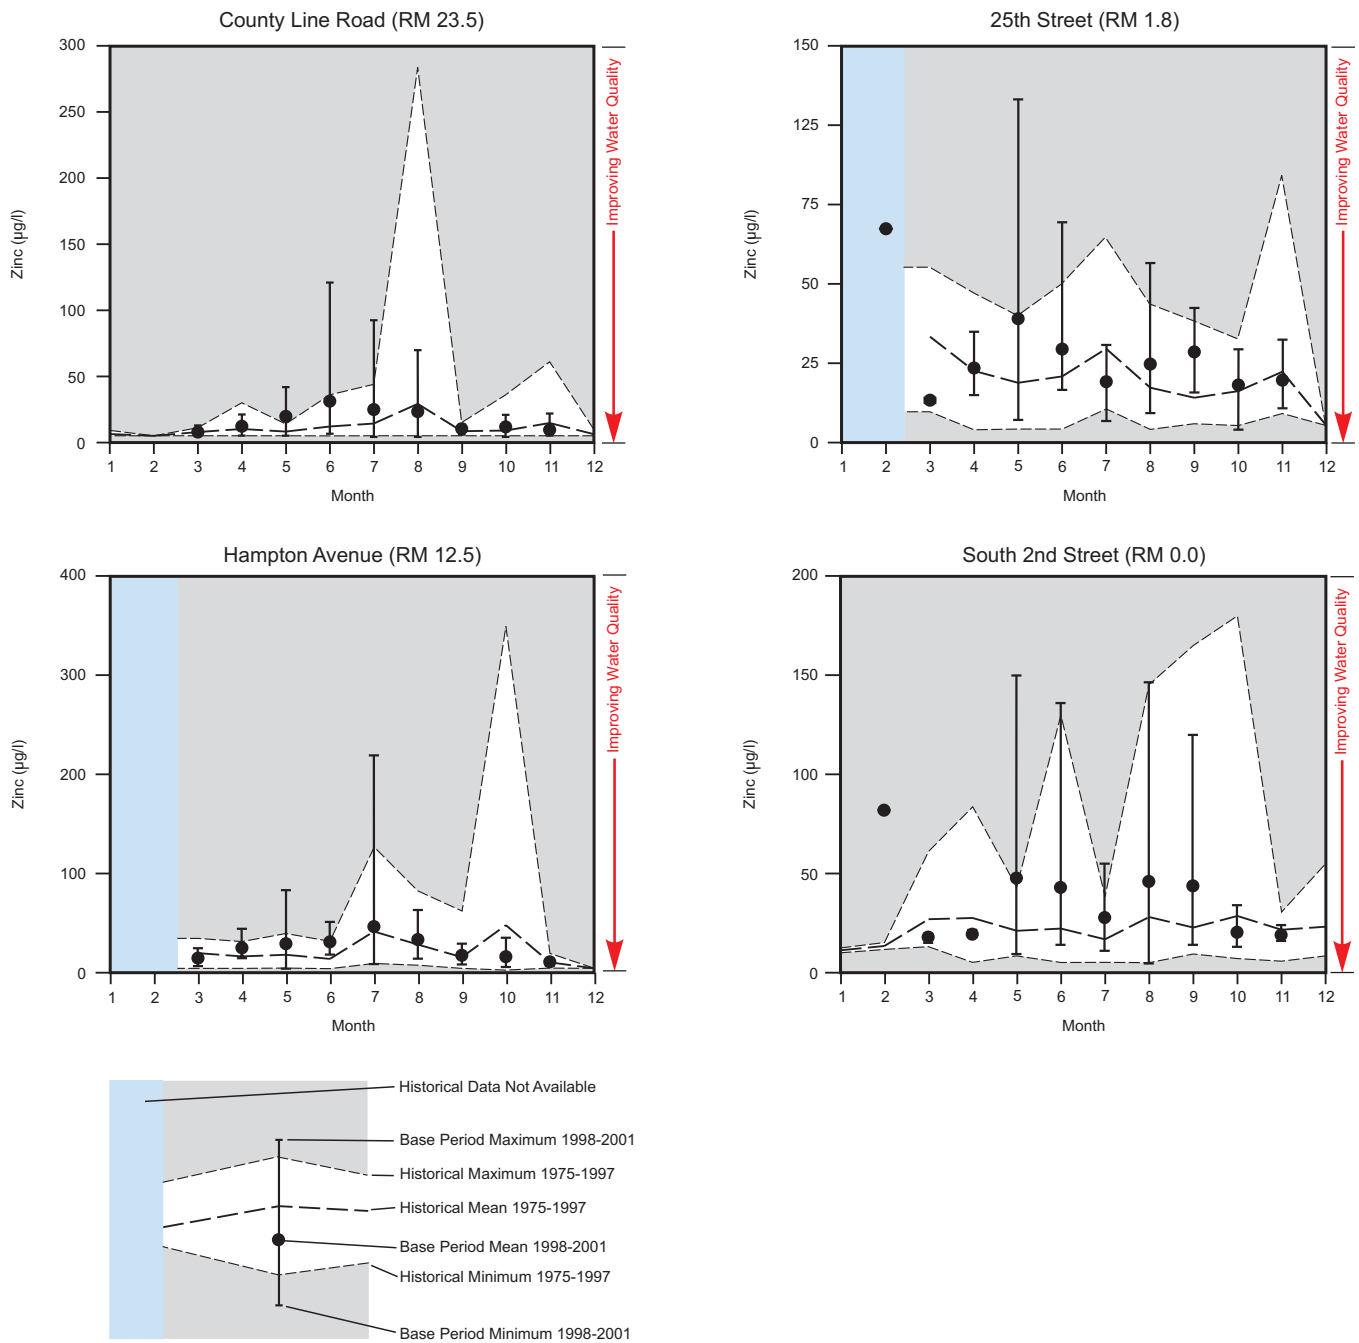 County Line Road (RM 23.5)
300
250
200
150
100
50
0
Zinc (µg/l)
1 2 3 4 5 6 7 8 9 10 11 12
Month
Improving Water Quality
25th Street (RM 1.8)
150
125
75
50
25
0
Zinc (µg/l)
1 2 3 4 5 6 7 8 9 10 11 12
Month
Improving Water Quality
Hampton Avenue (RM 12.5)
400
300
200
100
0
Zinc (µg/l)
1 2 3 4 5 6 7 8 9 10 11 12
Month
Improving Water Quality
South 2nd Street (RM 0.0)
200
150
100
50
0
Zinc (µg/l)
1 2 3 4 5 6 7 8 9 10 11 12
Month
Improving Water Quality
Historical Data Not Available
Base Period Maximum 1998-2001
Historical Maximum 1975-1997
Historical Mean 1975-1997
Base Period Mean 1998-2001
Historical Minimum 1975-1997
Base Period Minimum 1998-2001